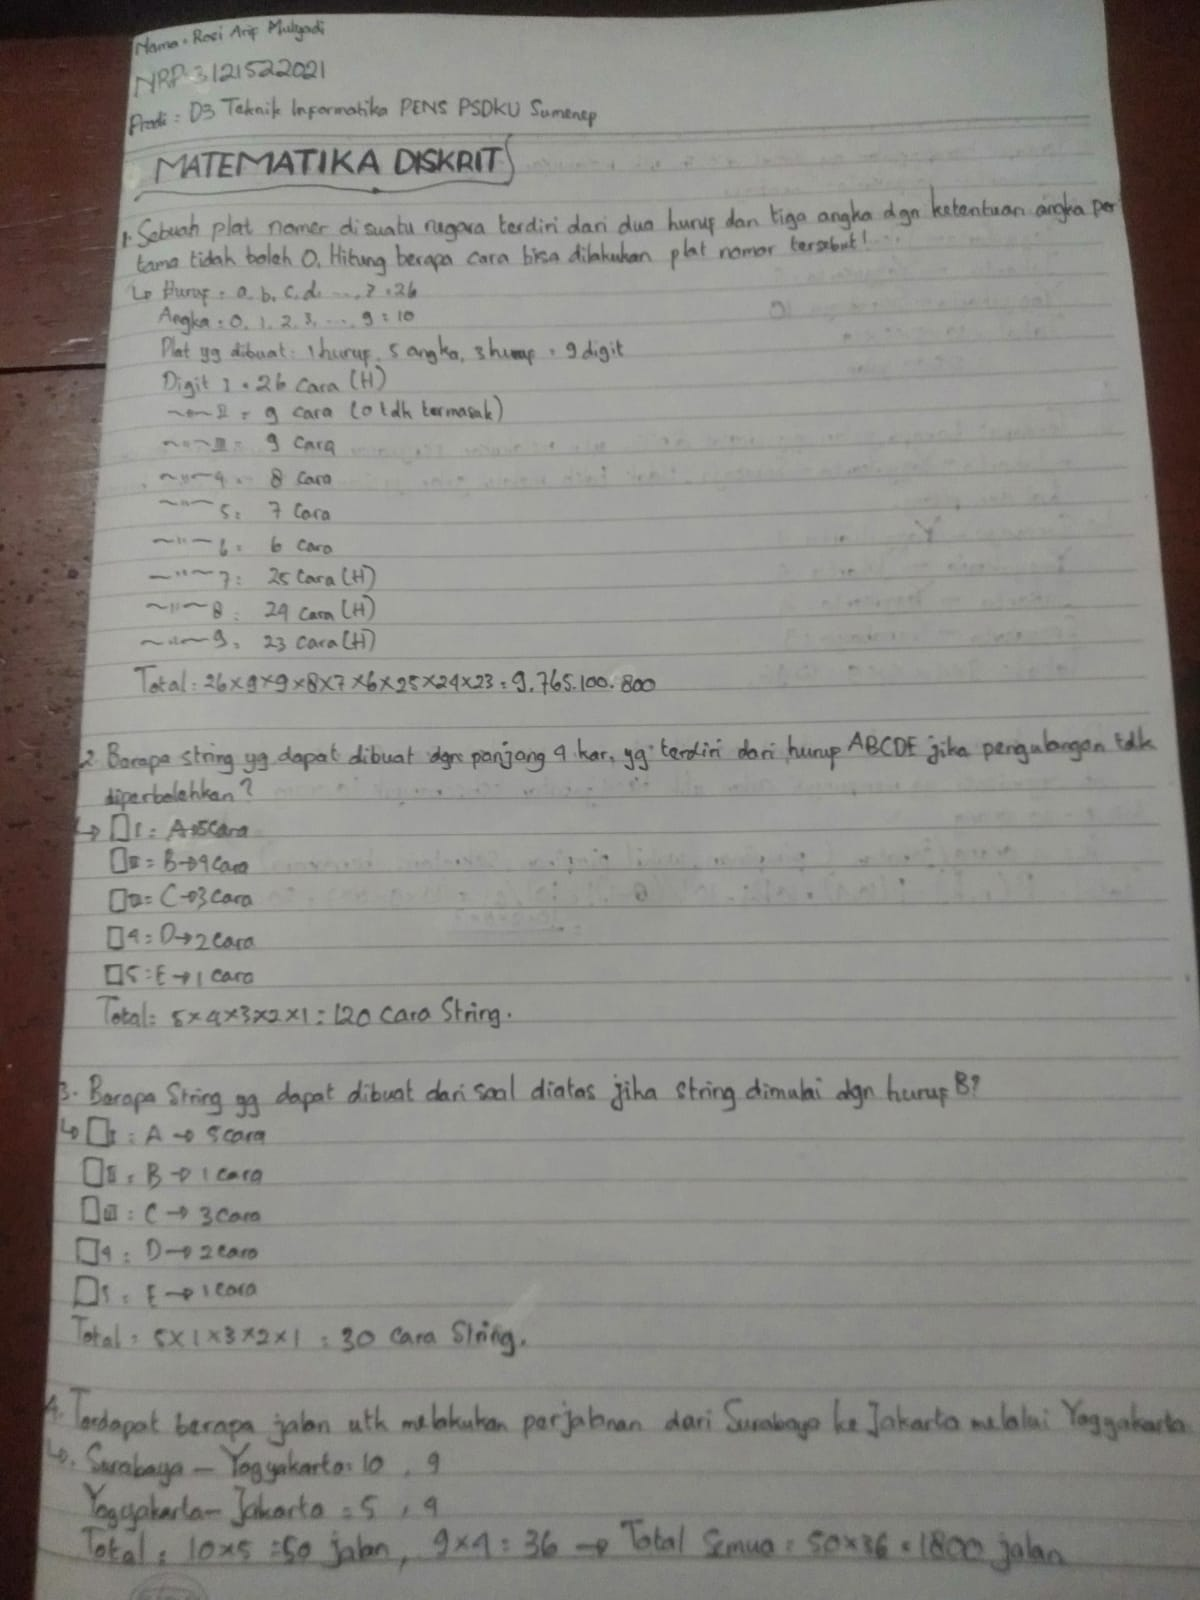 Nama : Rosi Arif Mulyadi
NRP 3121522021
Prodi : D3 Teknik Informatika PENS PSDKU Sumenep
MATEMATIKA DISKRIT
1. Sebuah plat nomer disuatu negara terdiri dari dua huruf dan tiga angka dgn ketentuan angka per
tama tidak boleh 0. Hitung berapa cara bisa dilakukan plat nomor tersebut!
↳ Huruf = a, b, c, d, ..., z = 26
Angka : 0, 1, 2, 3, ..., 9 = 10
Plat yg dibuat : 1 huruf, 5 angka, 3 huruf = 9 digit
Digit 1 = 26 Cara (H)
~"~ II = 9 cara (0 tdh termasuk)
~"~ III = 9 Cara
~"~ 4 = 8 Cara
~"~ 5 = 7 Cara
~"~ 6 = 6 Cara
~"~ 7 : 25 Cara (H)
~"~ 8 : 24 Cara (H)
~"~ 9 = 23 Cara (H)
Total : 26 x 9 x 9 x 8 x 7 x 6 x 25 x 24 x 23 = 9.765.100.800
2. Berapa string yg dapat dibuat dgn panjang 4 kar, yg terdiri dari huruf ABCDE jika pengulangan tdk
diperbolehkan?
↳ □I : A → 5 Cara
□II = B → 4 Cara
□III = C → 3 Cara
□4 : D → 2 Cara
□5 : E → 1 Cara
Total = 5 x 4 x 3 x 2 x 1 = 120 Cara String.
3. Berapa String yg dapat dibuat dari soal diatas jika string dimulai dgn huruf B?
↳ □I : A → 5 cara
□II : B → 1 cara
□III : C → 3 Cara
□4 : D → 2 cara
□5 : E → 1 cara
Total = 5 x 1 x 3 x 2 x 1 = 30 Cara String.
4. Terdapat berapa jalan utk melakukan perjalanan dari Surabaya ke Jakarta melalui Yogyakarta
↳ Surabaya - Yogyakarta = 10, 9
Yogyakarta - Jakarta = 5, 4
Total = 10 x 5 = 50 jalan, 9 x 4 = 36 → Total Semua = 50 x 36 = 1800 jalan